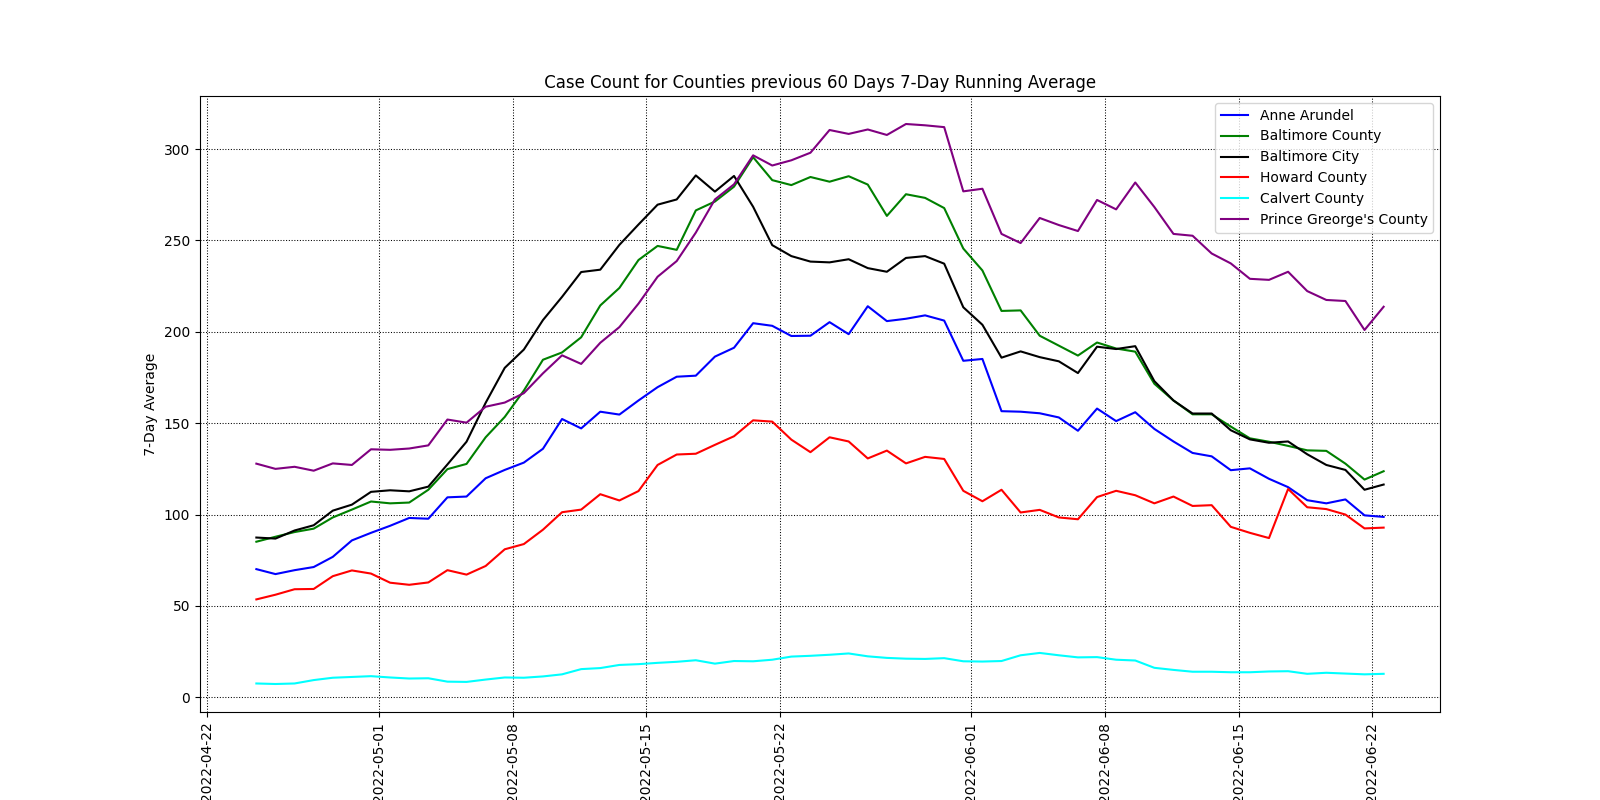 Case Count for Counties previous 60 Days 7-Day Running Average
Anne Arundel
Baltimore County
Baltimore City
Howard County
Calvert County
Prince Greorge's County
7-Day Average
300
250
200
150
100
50
0
2022-04-22
2022-05-01
2022-05-08
2022-05-15
2022-05-22
2022-06-01
2022-06-08
2022-06-15
2022-06-22